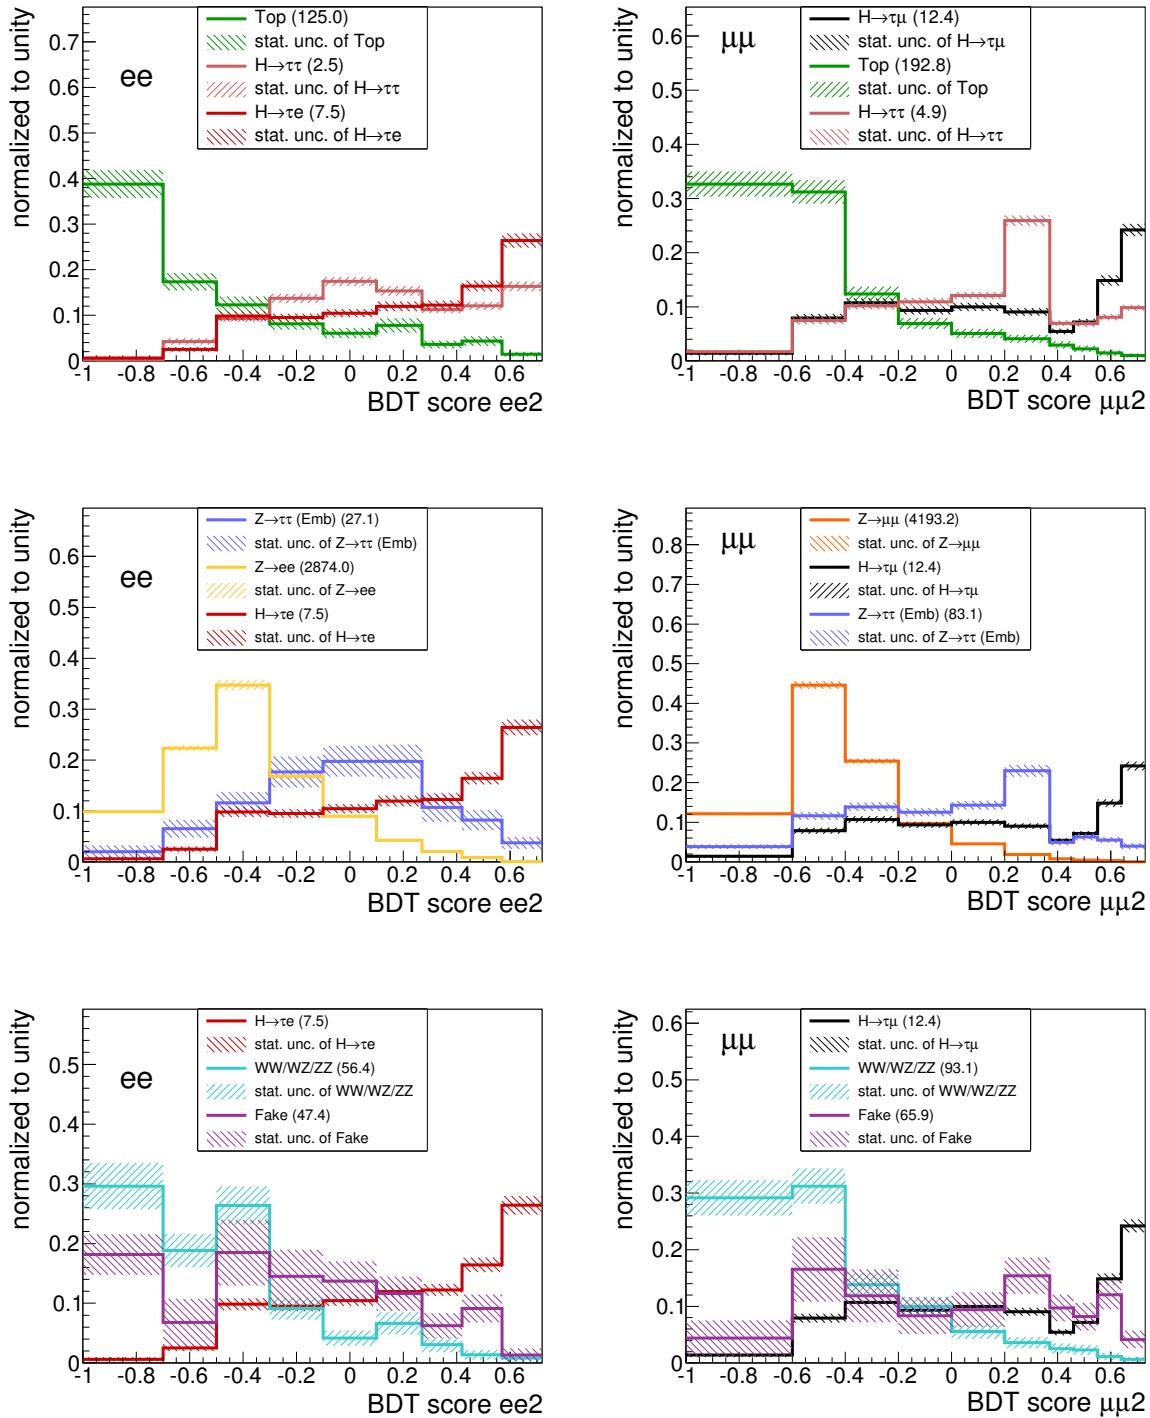 normalized to unity
ee
Top (125.0)
stat. unc. of Top
H→ττ (2.5)
stat. unc. of H→ττ
H→τe (7.5)
stat. unc. of H→τe
0.7
0.6
0.5
0.4
0.3
0.2
0.1
0
-1 -0.8 -0.6 -0.4 -0.2 0 0.2 0.4 0.6
BDT score ee2
normalized to unity
μμ
H→τμ (12.4)
stat. unc. of H→τμ
Top (192.8)
stat. unc. of Top
H→ττ (4.9)
stat. unc. of H→ττ
0.6
0.5
0.4
0.3
0.2
0.1
0
-1 -0.8 -0.6 -0.4 -0.2 0 0.2 0.4 0.6
BDT score μμ2
normalized to unity
ee
Z→ττ (Emb) (27.1)
stat. unc. of Z→ττ (Emb)
Z→ee (2874.0)
stat. unc. of Z→ee
H→τe (7.5)
stat. unc. of H→τe
0.6
0.5
0.4
0.3
0.2
0.1
0
-1 -0.8 -0.6 -0.4 -0.2 0 0.2 0.4 0.6
BDT score ee2
normalized to unity
μμ
Z→μμ (4193.2)
stat. unc. of Z→μμ
H→τμ (12.4)
stat. unc. of H→τμ
Z→ττ (Emb) (83.1)
stat. unc. of Z→ττ (Emb)
0.8
0.7
0.6
0.5
0.4
0.3
0.2
0.1
0
-1 -0.8 -0.6 -0.4 -0.2 0 0.2 0.4 0.6
BDT score μμ2
normalized to unity
ee
H→τe (7.5)
stat. unc. of H→τe
WW/WZ/ZZ (56.4)
stat. unc. of WW/WZ/ZZ
Fake (47.4)
stat. unc. of Fake
0.5
0.4
0.3
0.2
0.1
0
-1 -0.8 -0.6 -0.4 -0.2 0 0.2 0.4 0.6
BDT score ee2
normalized to unity
μμ
H→τμ (12.4)
stat. unc. of H→τμ
WW/WZ/ZZ (93.1)
stat. unc. of WW/WZ/ZZ
Fake (65.9)
stat. unc. of Fake
0.6
0.5
0.4
0.3
0.2
0.1
0
-1 -0.8 -0.6 -0.4 -0.2 0 0.2 0.4 0.6
BDT score μμ2